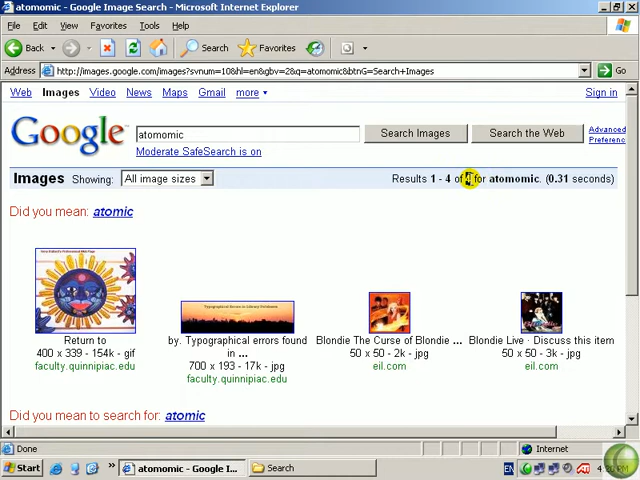 atomomic - Google Image Search - Microsoft Internet Explorer
File Edit View Favorites Tools Help
Back Search Favorites
Address http://images.google.com/images?svnum=10&hl=en&gbv=2&q=atomomic&btnG=Search+Images Go
Web Images Video News Maps Gmail more Sign in
Google atomomic Search Images Search the Web Advanced
Preferenc
Moderate SafeSearch is on
Images Showing: All image sizes Results 1 - 4 of for atomomic. (0.31 seconds)
Did you mean: atomic
Return to
400 x 339 - 154k - gif
faculty.quinnipiac.edu
by. Typographical errors found
in ...
700 x 193 - 17k - jpg
faculty.quinnipiac.edu
Blondie The Curse of Blondie ...
50 x 50 - 2k - jpg
eil.com
Blondie Live · Discuss this item
50 x 50 - 3k - jpg
eil.com
Did you mean to search for: atomic
Done Internet
Start atomomic - Google I... Search EN